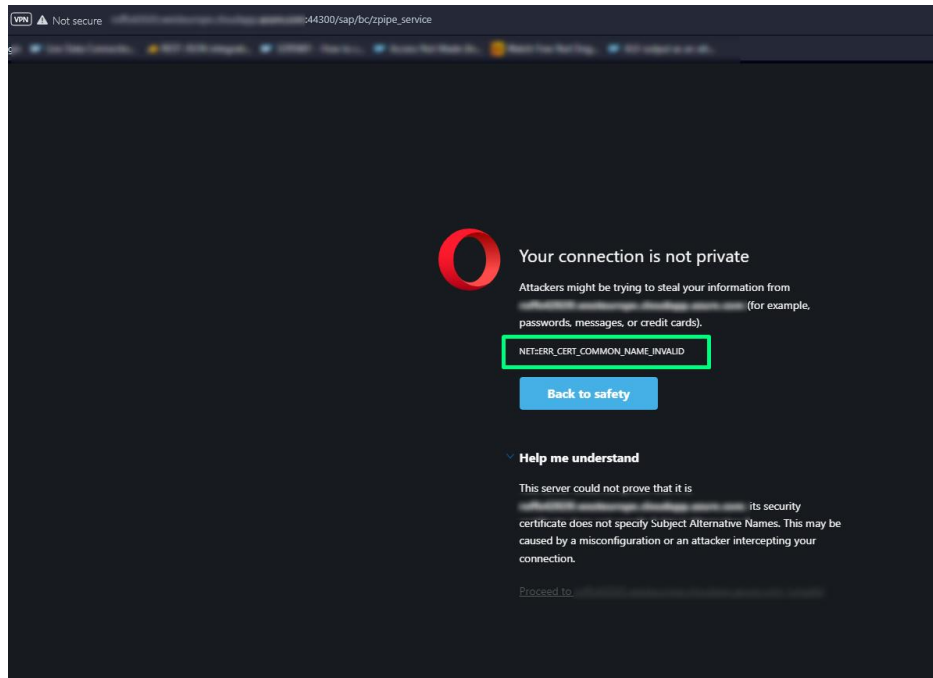 VPN Not secure :44300/sap/bc/zpipe_service
Your connection is not private
Attackers might be trying to steal your information from
(for example,
passwords, messages, or credit cards).
NET::ERR_CERT_COMMON_NAME_INVALID
Back to safety
Help me understand
This server could not prove that it is
its security
certificate does not specify Subject Alternative Names. This may be
caused by a misconfiguration or an attacker intercepting your
connection.
Proceed to